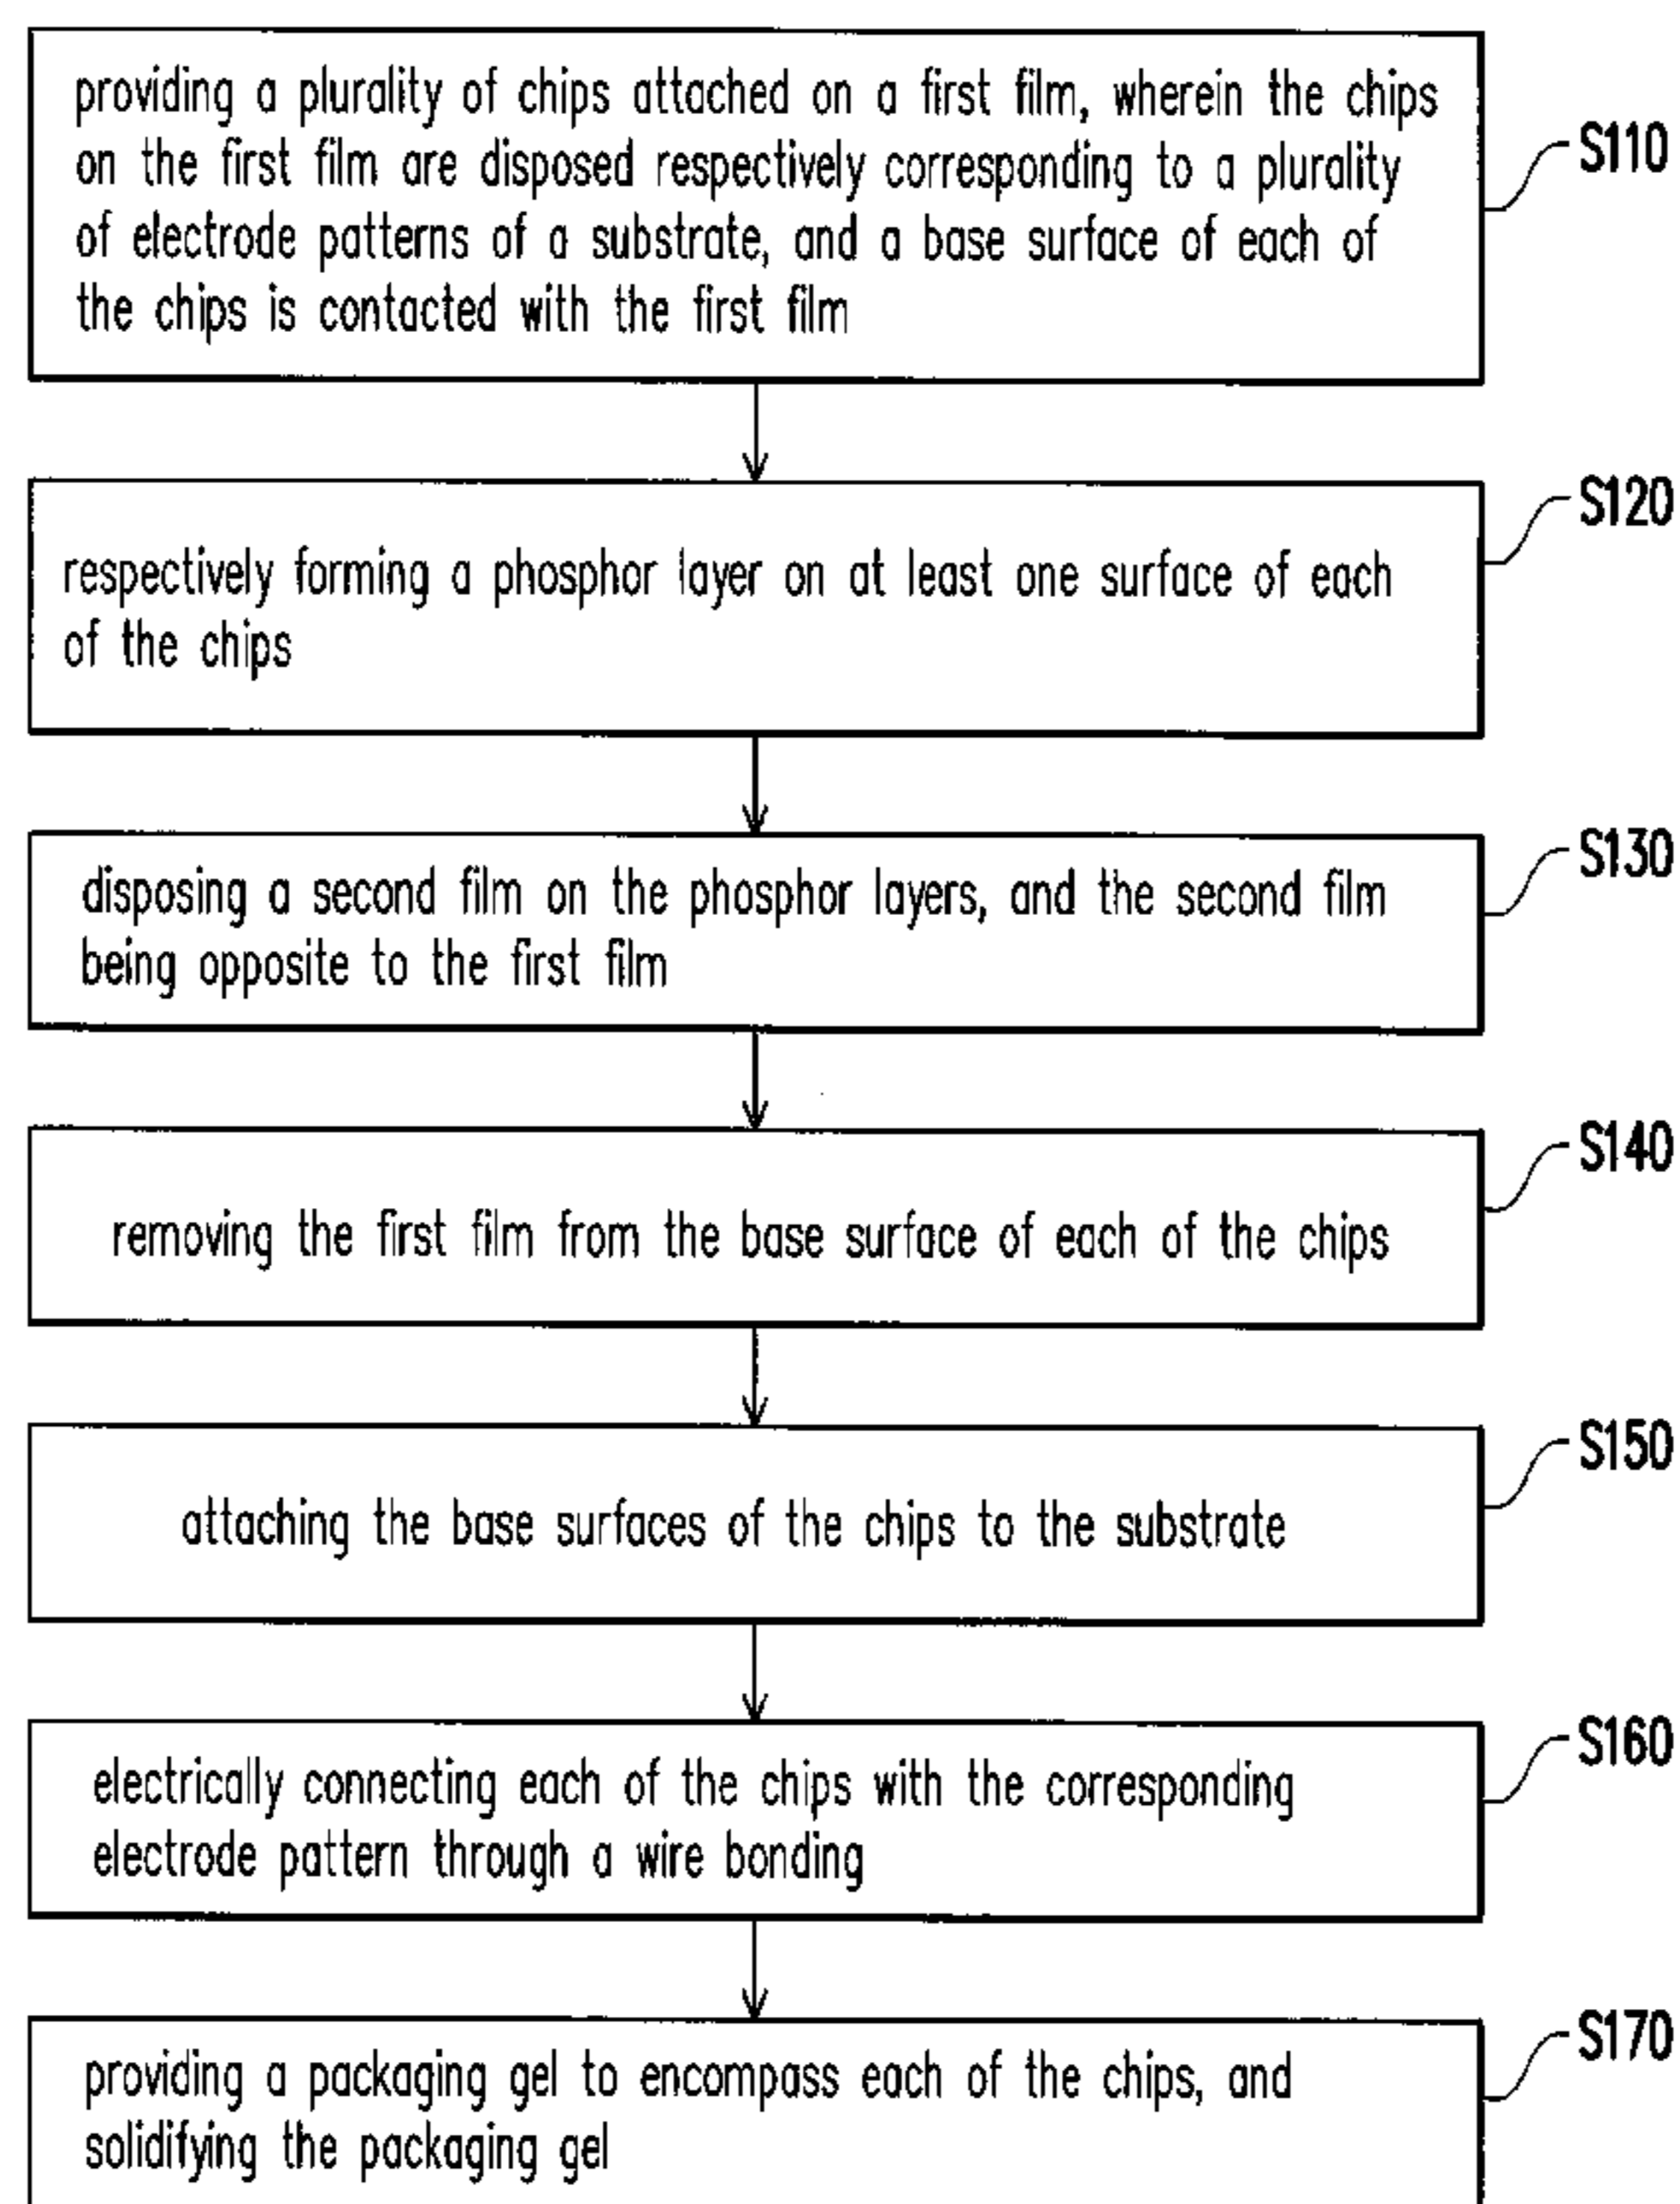 providing a plurality of chips attached on a first film, wherein the chips
on the first film are disposed respectively corresponding to a plurality
of electrode patterns of a substrate, and a base surface of each of
the chips is contacted with the first film
S110
respectively forming a phosphor layer on at least one surface of each
of the chips
S120
disposing a second film on the phosphor layers, and the second film
being opposite to the first film
S130
removing the first film from the base surface of each of the chips
S140
attaching the base surfaces of the chips to the substrate
S150
electrically connecting each of the chips with the corresponding
electrode pattern through a wire bonding
S160
providing a packaging gel to encompass each of the chips, and
solidifying the packaging gel
S170